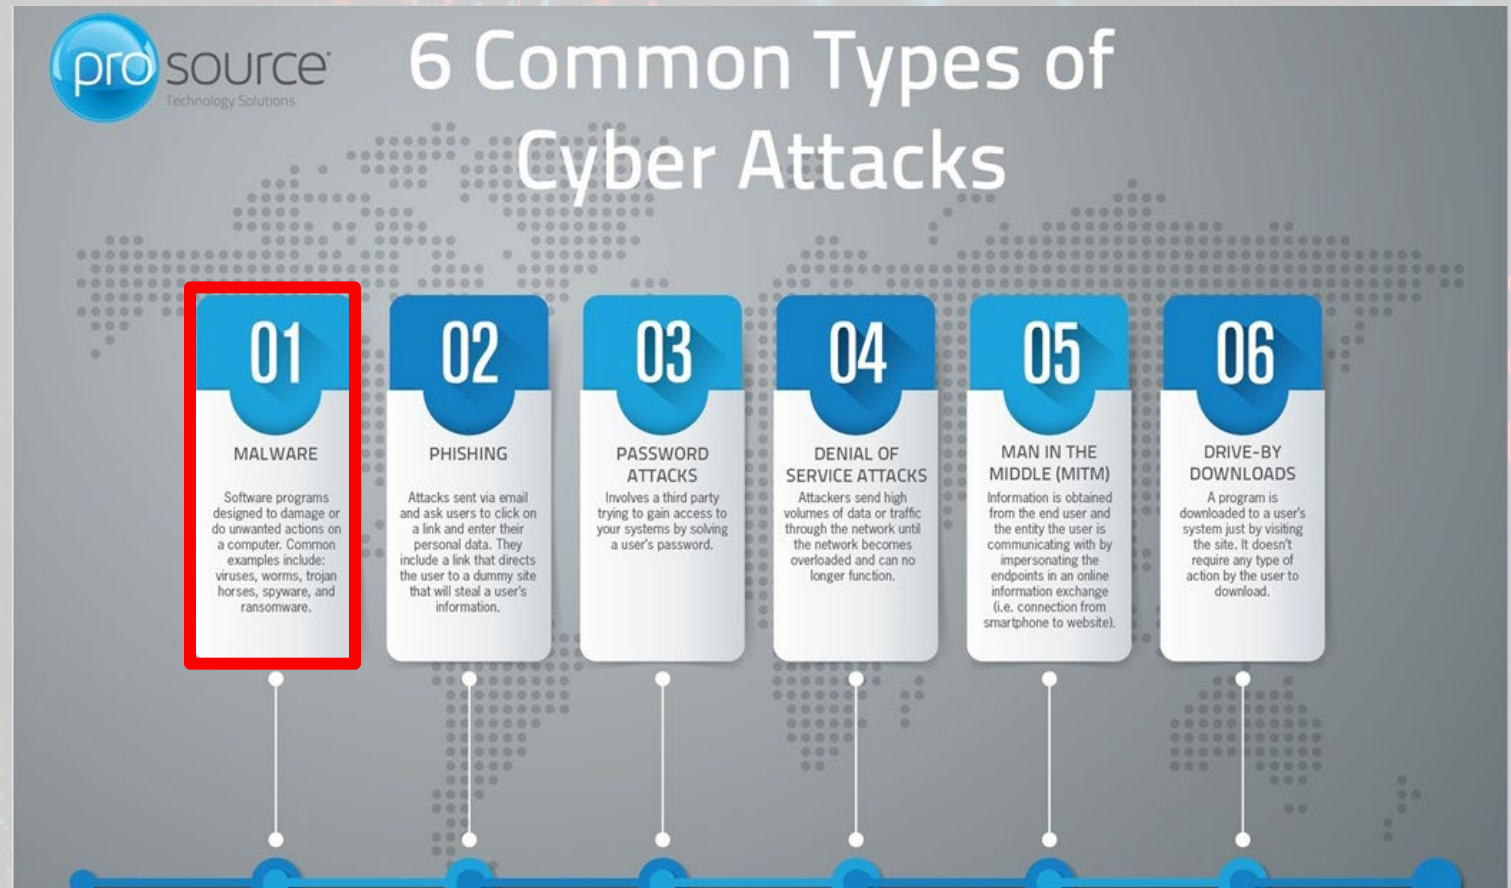 pro source
Technology Solutions
6 Common Types of
Cyber Attacks
01
MALWARE
Software programs
designed to damage or
do unwanted actions on
a computer. Common
examples include:
viruses, worms, trojan
horses, spyware, and
ransomware.
02
PHISHING
Attacks sent via email
and ask users to click on
a link and enter their
personal data. They
include a link that directs
the user to a dummy site
that will steal a user's
information.
03
PASSWORD
ATTACKS
Involves a third party
trying to gain access to
your systems by solving
a user's password.
04
DENIAL OF
SERVICE ATTACKS
Attackers send high
volumes of data or traffic
through the network until
the network becomes
overloaded and can no
longer function.
05
MAN IN THE
MIDDLE (MITM)
Information is obtained
from the end user and
the entity the user is
communicating with by
impersonating the
endpoints in an online
information exchange
(i.e. connection from
smartphone to website).
06
DRIVE-BY
DOWNLOADS
A program is
downloaded to a user's
system just by visiting
the site. It doesn't
require any type of
action by the user to
download.